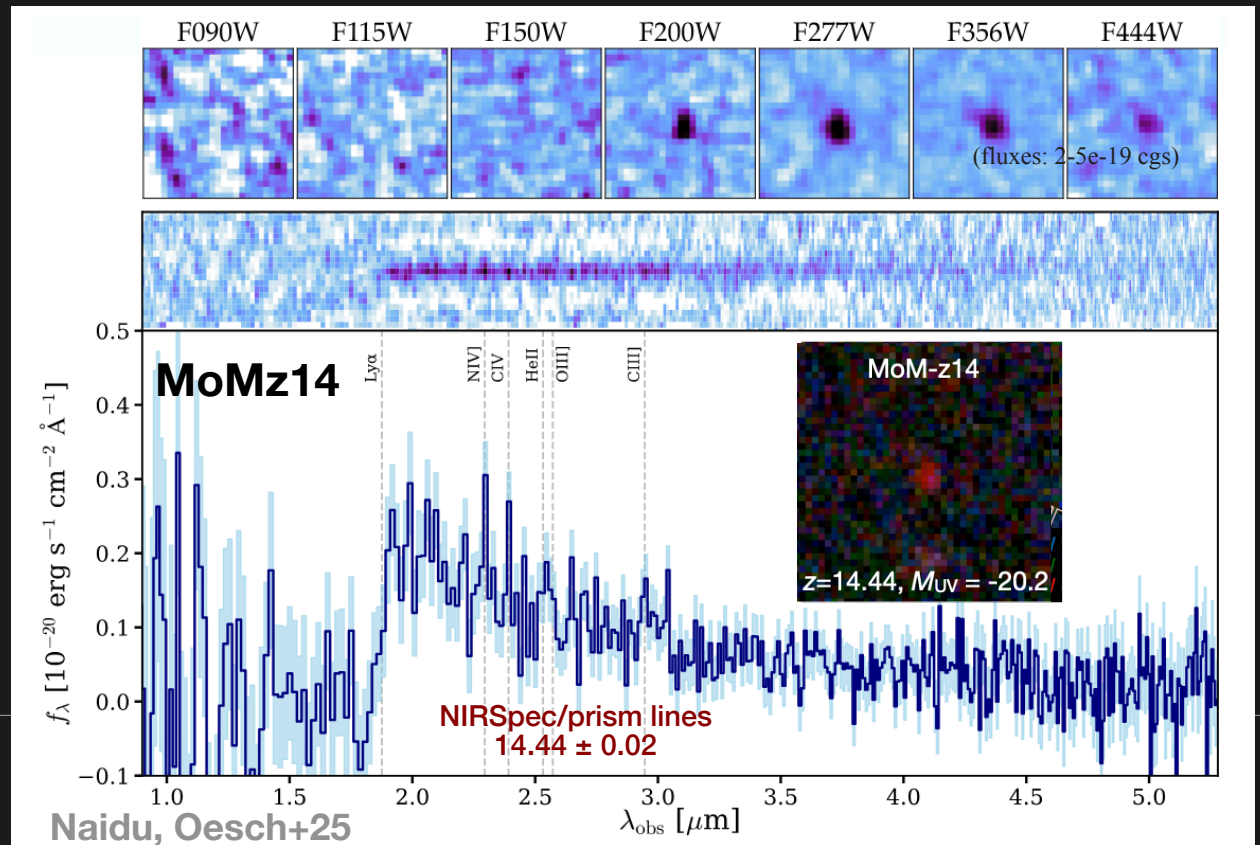 F090W F115W F150W F200W F277W F356W F444W
(fluxes: 2-5e-19 cgs)
0.5
0.4
0.3
0.2
0.1
0.0
−0.1
fλ [10⁻²⁰ erg s⁻¹ cm⁻² Å⁻¹]
MoMz14
Lyα
NIV]
CIV
HeII
OIII]
CIII]
MoM-z14
z=14.44, MUV = -20.2
NIRSpec/prism lines
14.44 ± 0.02
1.0 1.5 2.0 2.5 3.0 3.5 4.0 4.5 5.0
λobs [μm]
Naidu, Oesch+25